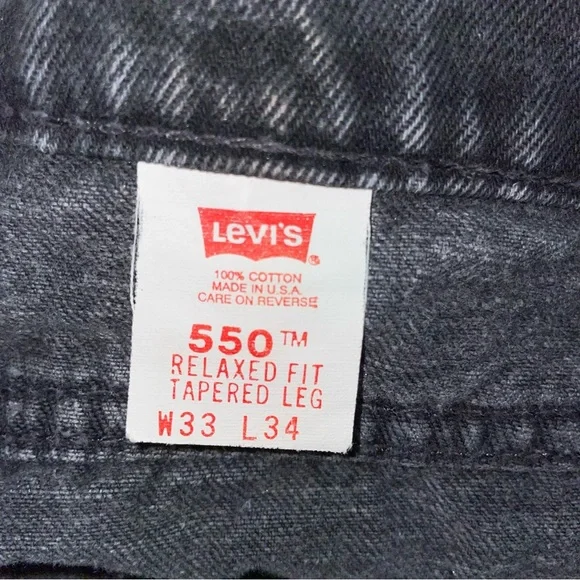 Levi's
100% COTTON
MADE IN U.S.A.
CARE ON REVERSE
550™
RELAXED FIT
TAPERED LEG
W33 L34